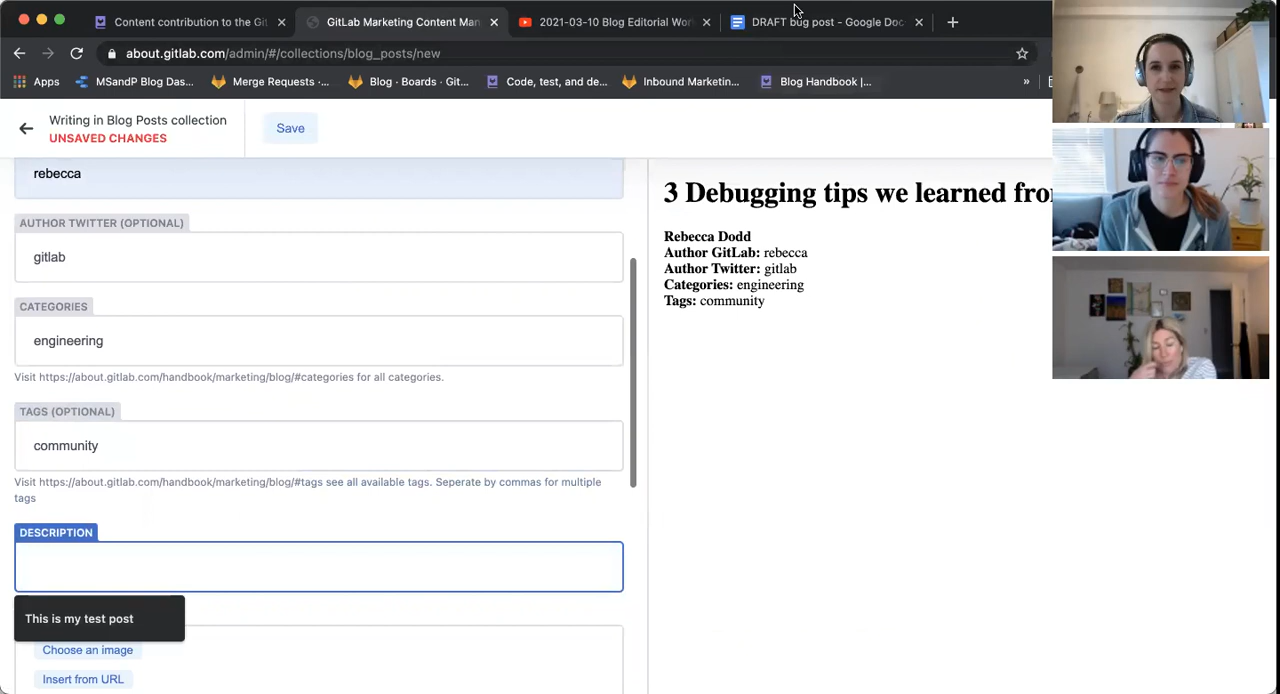 Content contribution to the Git
GitLab Marketing Content Man
2021-03-10 Blog Editorial Wor
DRAFT bug post - Google Doc
about.gitlab.com/admin/#/collections/blog_posts/new
Apps
MSandP Blog Das...
Merge Requests ·...
Blog · Boards · Git...
Code, test, and de...
Inbound Marketin...
Blog Handbook |...
»
Writing in Blog Posts collection
UNSAVED CHANGES
Save
rebecca
AUTHOR TWITTER (OPTIONAL)
gitlab
CATEGORIES
engineering
Visit https://about.gitlab.com/handbook/marketing/blog/#categories for all categories.
TAGS (OPTIONAL)
community
Visit https://about.gitlab.com/handbook/marketing/blog/#tags see all available tags. Seperate by commas for multiple
tags
DESCRIPTION
This is my test post
Choose an image
Insert from URL
3 Debugging tips we learned fro
Rebecca Dodd
Author GitLab: rebecca
Author Twitter: gitlab
Categories: engineering
Tags: community